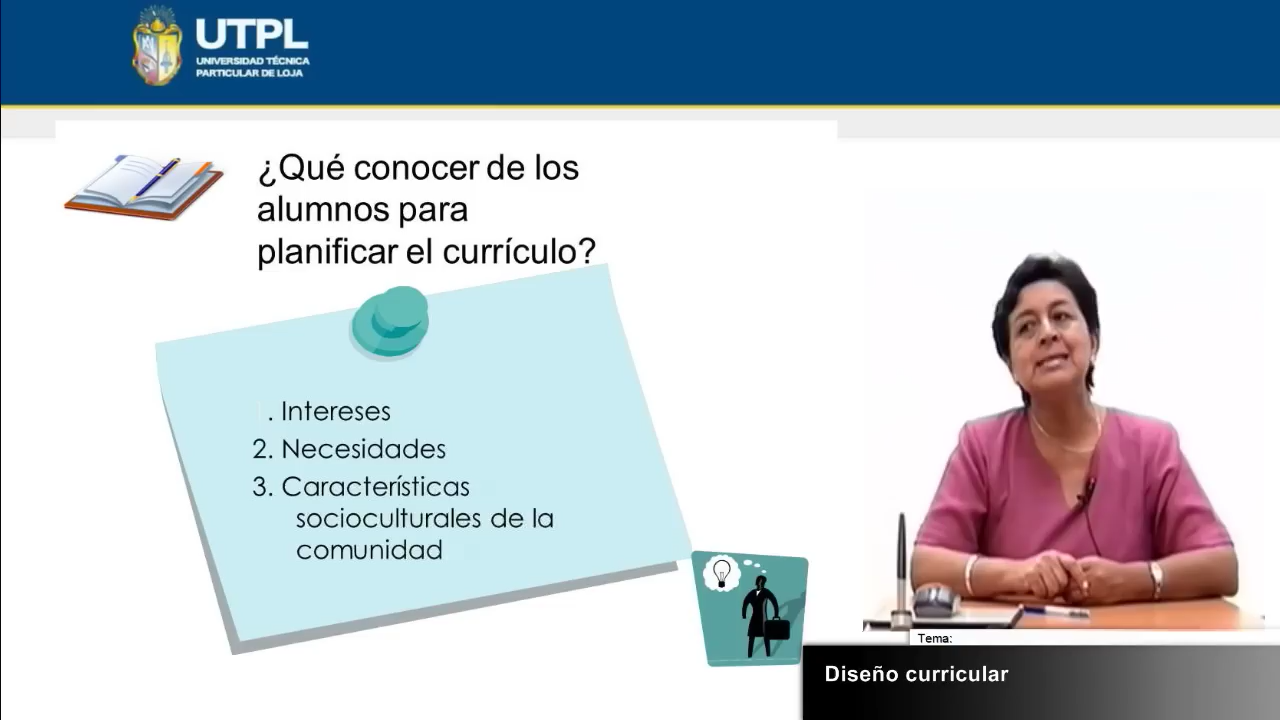 UTPL
UNIVERSIDAD TÉCNICA
PARTICULAR DE LOJA
¿Qué conocer de los
alumnos para
planificar el currículo?
1. Intereses
2. Necesidades
3. Características
socioculturales de la
comunidad
Tema:
Diseño curricular